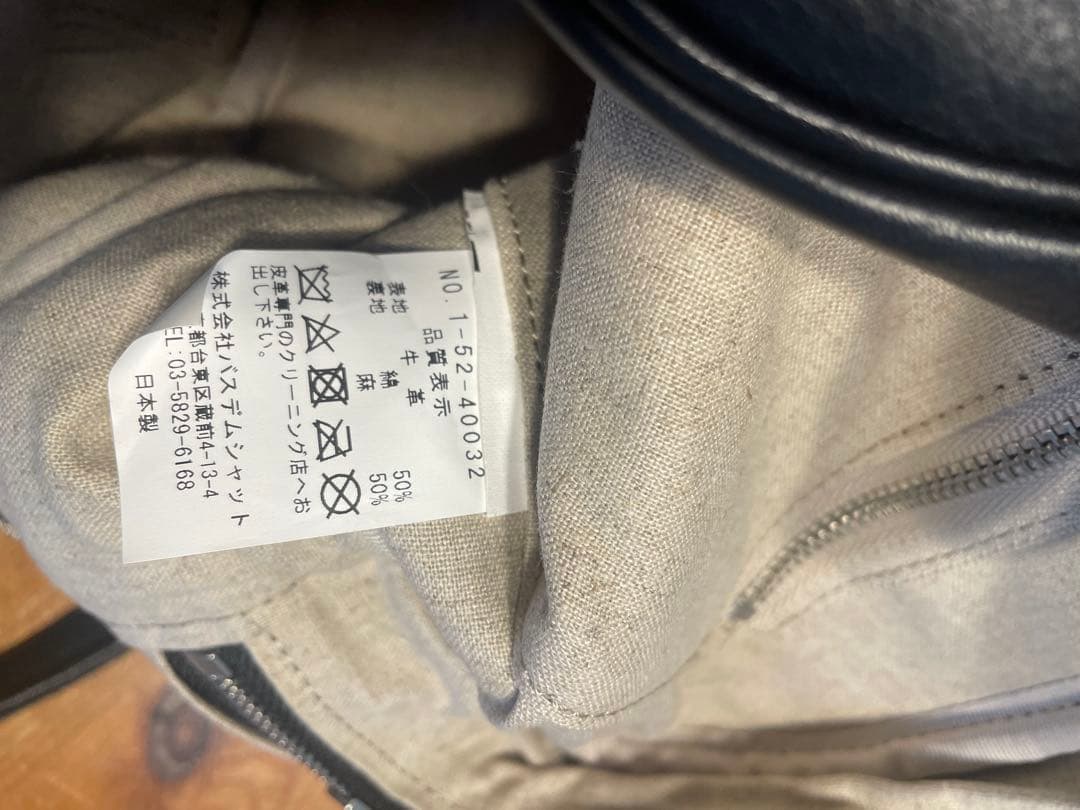 NO. 1-52-40032
品質表示
表地 牛革
裏地 綿 50%
麻 50%
皮革専門のクリーニング店へお
出し下さい。
株式会社バスデムシャット
都台東区蔵前4-13-4
EL:03-5829-6168
日本製